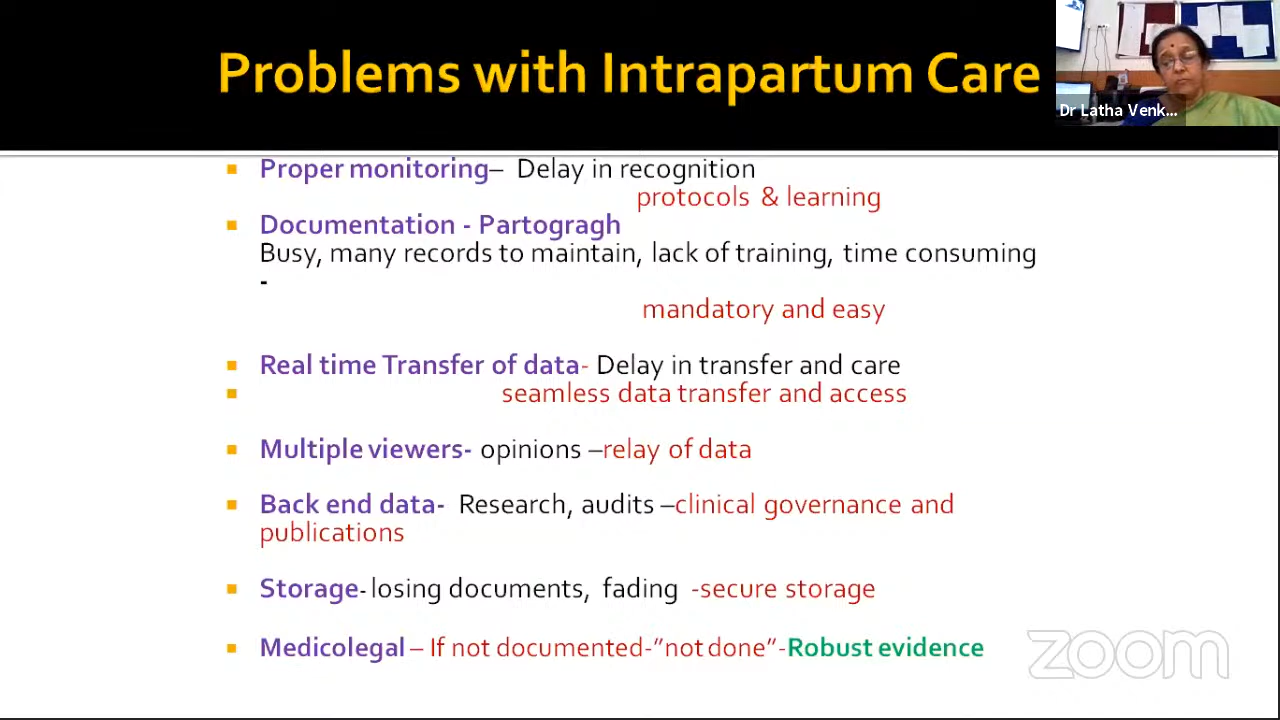 Problems with Intrapartum Care
Dr Latha Venk...
Proper monitoring– Delay in recognition
protocols & learning
Documentation - Partogragh
Busy, many records to maintain, lack of training, time consuming
-
mandatory and easy
Real time Transfer of data- Delay in transfer and care
seamless data transfer and access
Multiple viewers- opinions –relay of data
Back end data- Research, audits –clinical governance and
publications
Storage- losing documents, fading -secure storage
Medicolegal – If not documented-”not done”-Robust evidence
zoom